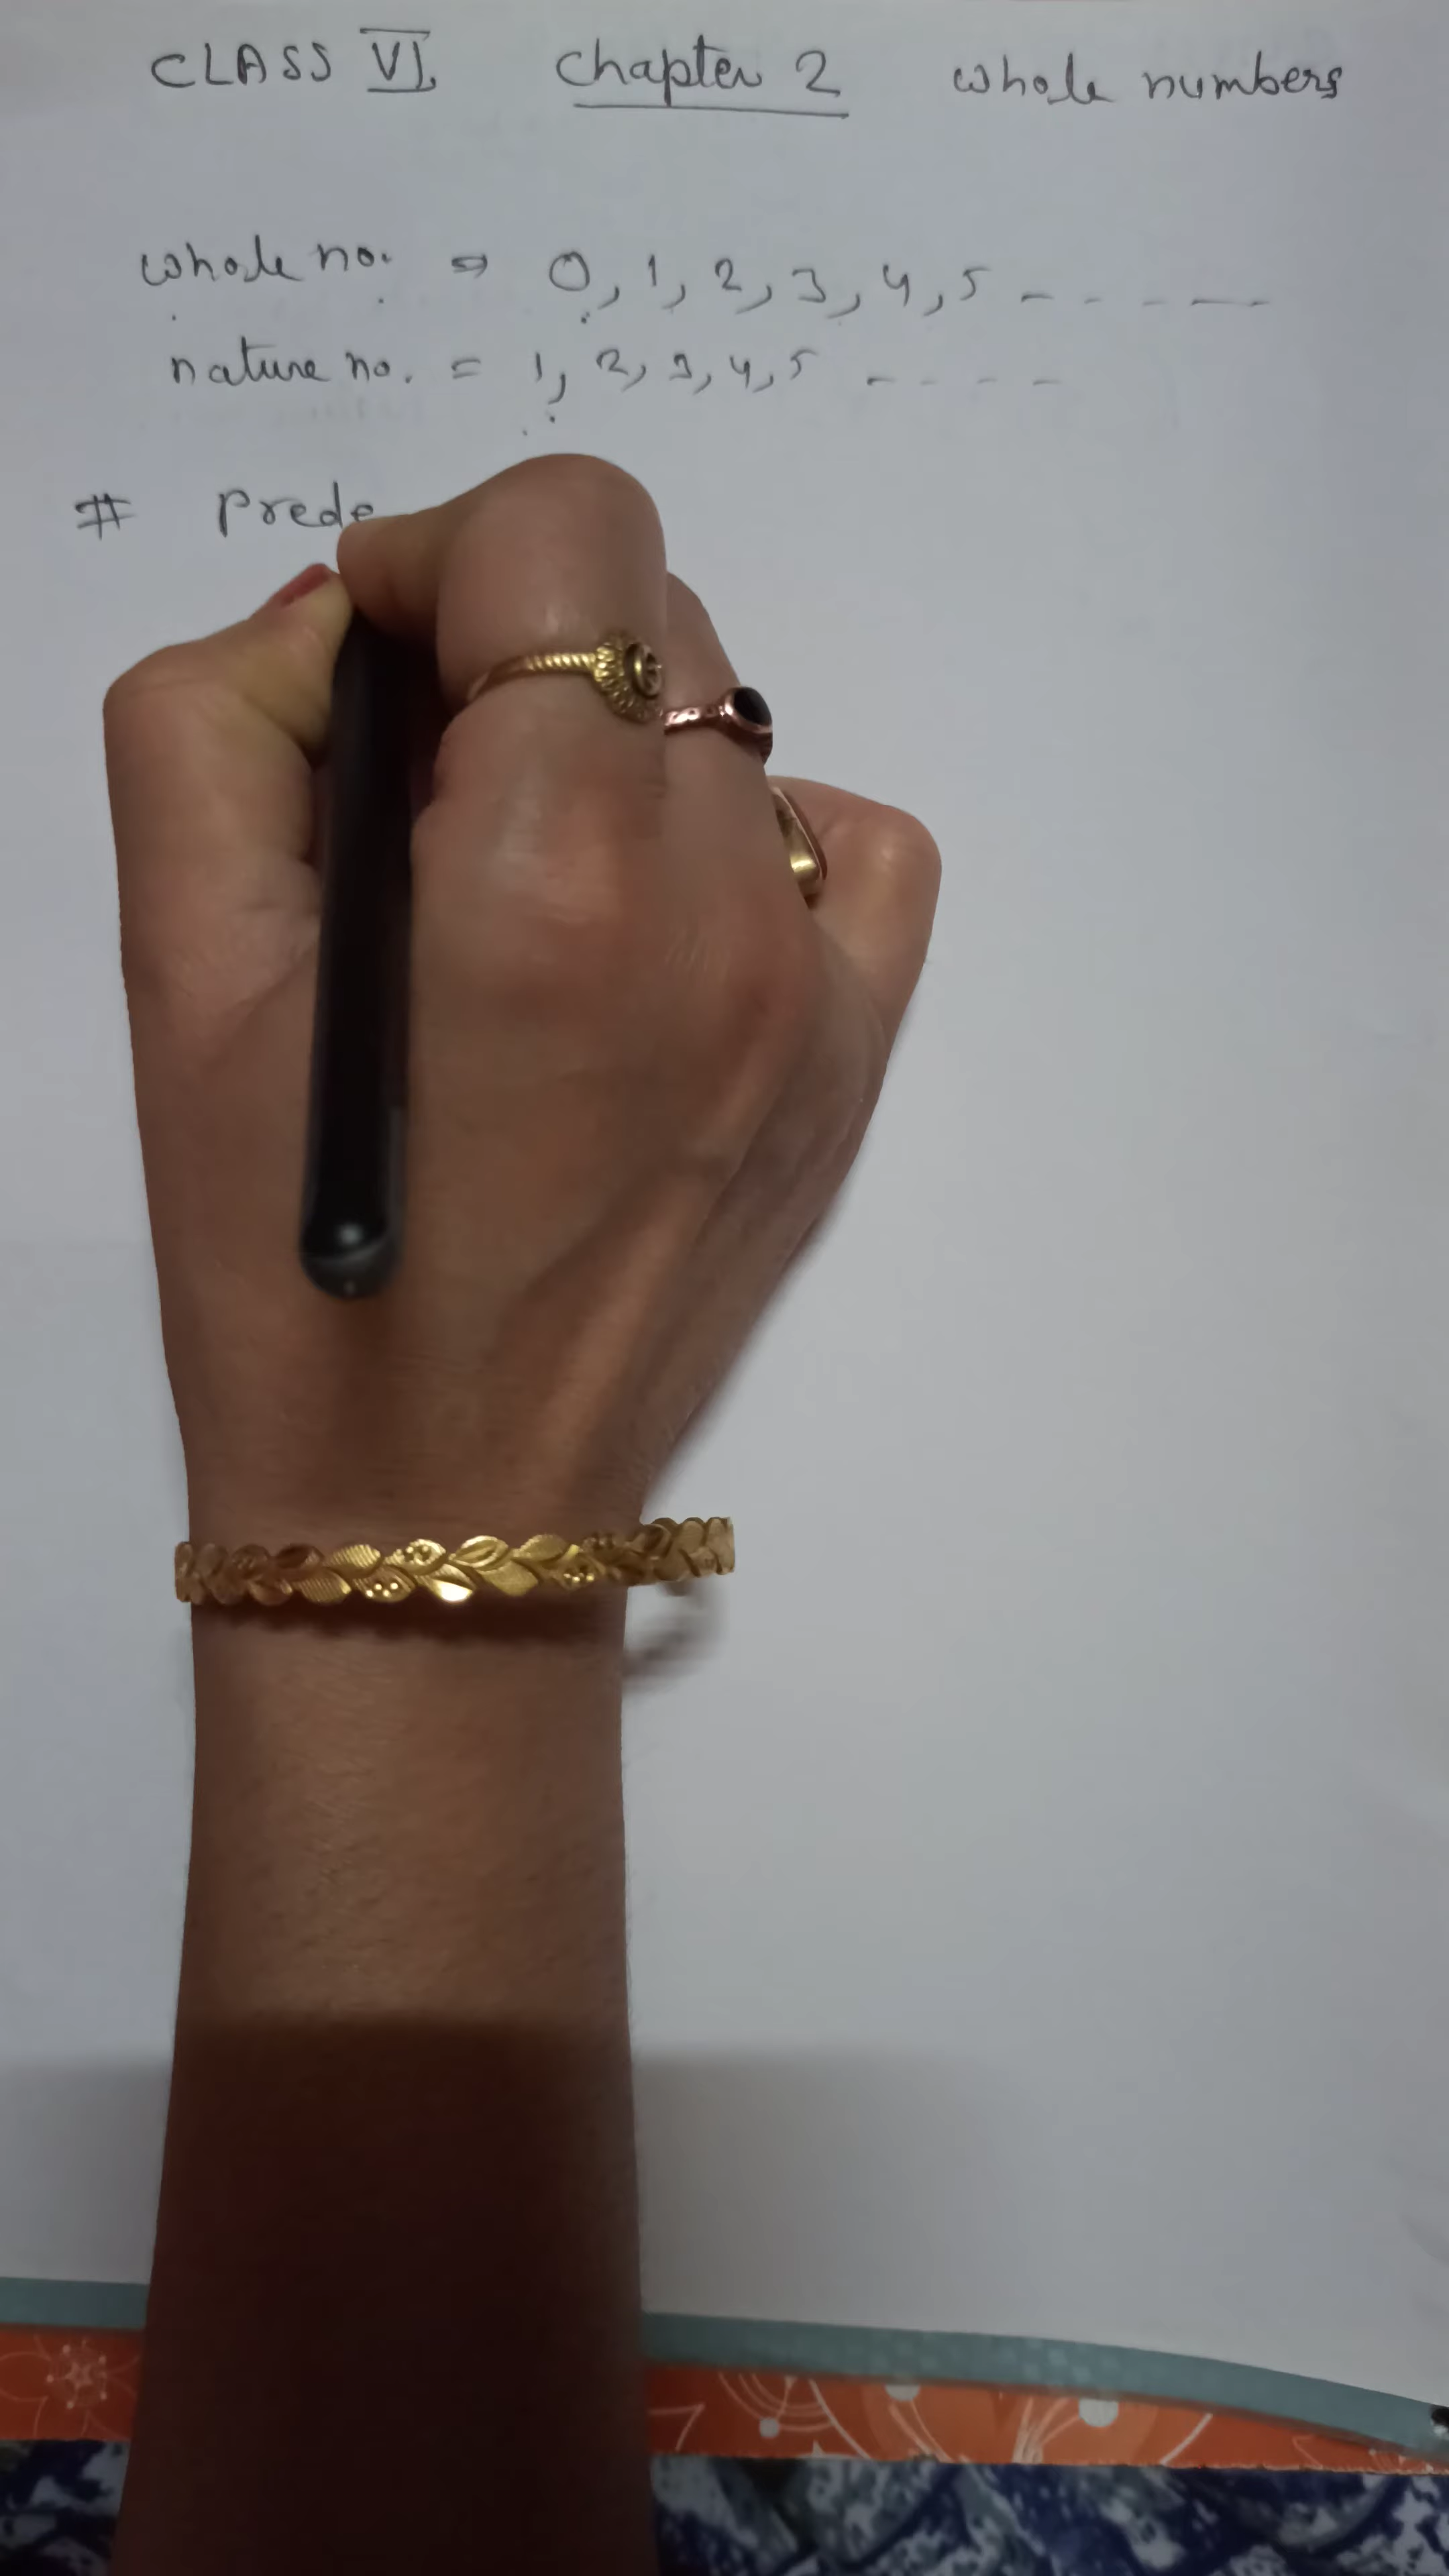 CLASS VI Chapter 2 whole numbers
whole no. ⇒ 0, 1, 2, 3, 4, 5 - - - - -
nature no. = 1, 2, 3, 4, 5 - - - -
# Prede